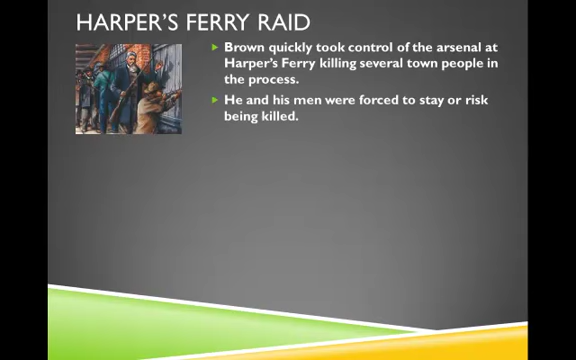 HARPER'S FERRY RAID
Brown quickly took control of the arsenal at
Harper's Ferry killing several town people in
the process.
He and his men were forced to stay or risk
being killed.